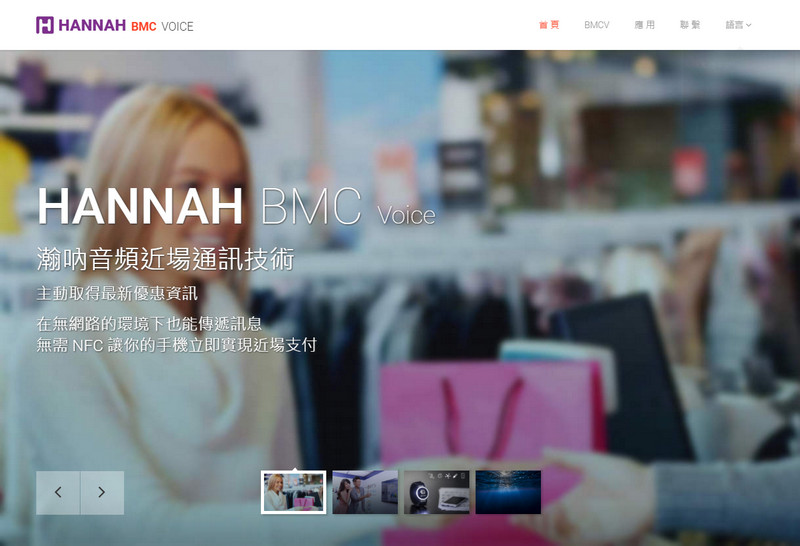 HANNAH BMC VOICE
首頁 BMCV 應用 聯繫 語言
HANNAH BMC Voice
瀚吶音頻近場通訊技術
主動取得最新優惠資訊
在無網路的環境下也能傳遞訊息
無需 NFC 讓你的手機立即實現近場支付